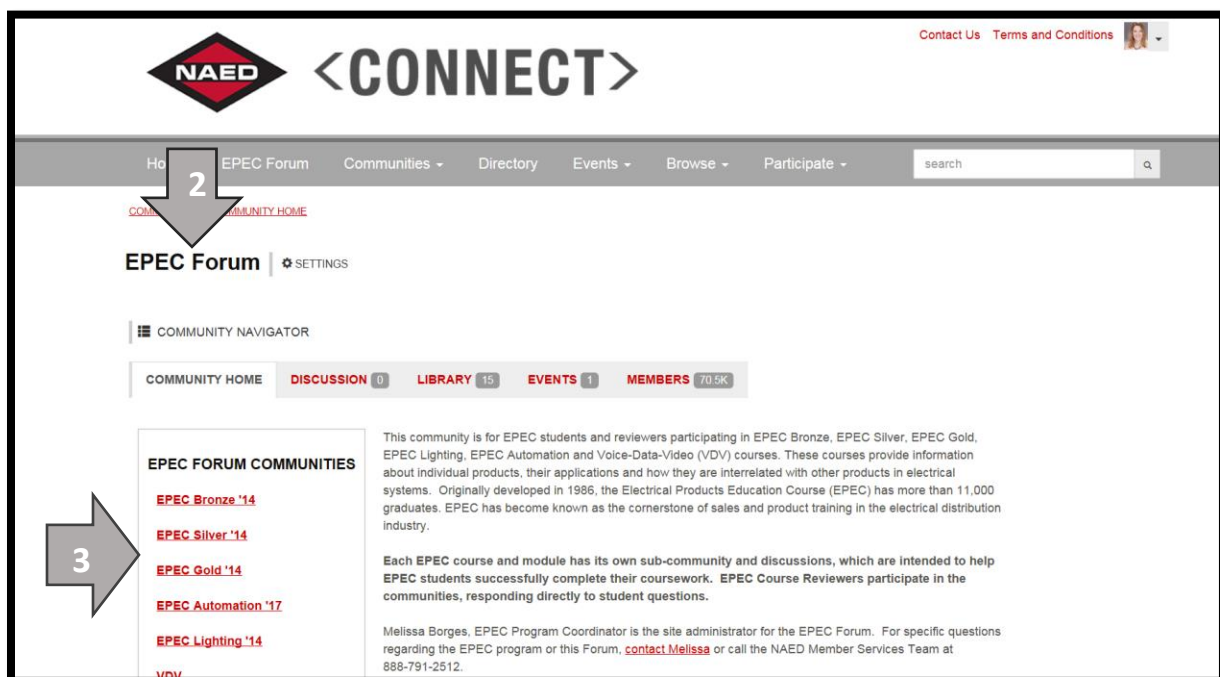 Contact Us Terms and Conditions
NAED
<CONNECT>
EPEC Forum Communities Directory Events Browse Participate search
2
COMMUNITY HOME
EPEC Forum SETTINGS
COMMUNITY NAVIGATOR
COMMUNITY HOME DISCUSSION 0 LIBRARY 15 EVENTS 1 MEMBERS 70.5K
EPEC FORUM COMMUNITIES
EPEC Bronze '14
EPEC Silver '14
3
EPEC Gold '14
EPEC Automation '17
EPEC Lighting '14
VDV
This community is for EPEC students and reviewers participating in EPEC Bronze, EPEC Silver, EPEC Gold,
EPEC Lighting, EPEC Automation and Voice-Data-Video (VDV) courses. These courses provide information
about individual products, their applications and how they are interrelated with other products in electrical
systems. Originally developed in 1986, the Electrical Products Education Course (EPEC) has more than 11,000
graduates. EPEC has become known as the cornerstone of sales and product training in the electrical distribution
industry.
Each EPEC course and module has its own sub-community and discussions, which are intended to help
EPEC students successfully complete their coursework. EPEC Course Reviewers participate in the
communities, responding directly to student questions.
Melissa Borges, EPEC Program Coordinator is the site administrator for the EPEC Forum. For specific questions
regarding the EPEC program or this Forum, contact Melissa or call the NAED Member Services Team at
888-791-2512.